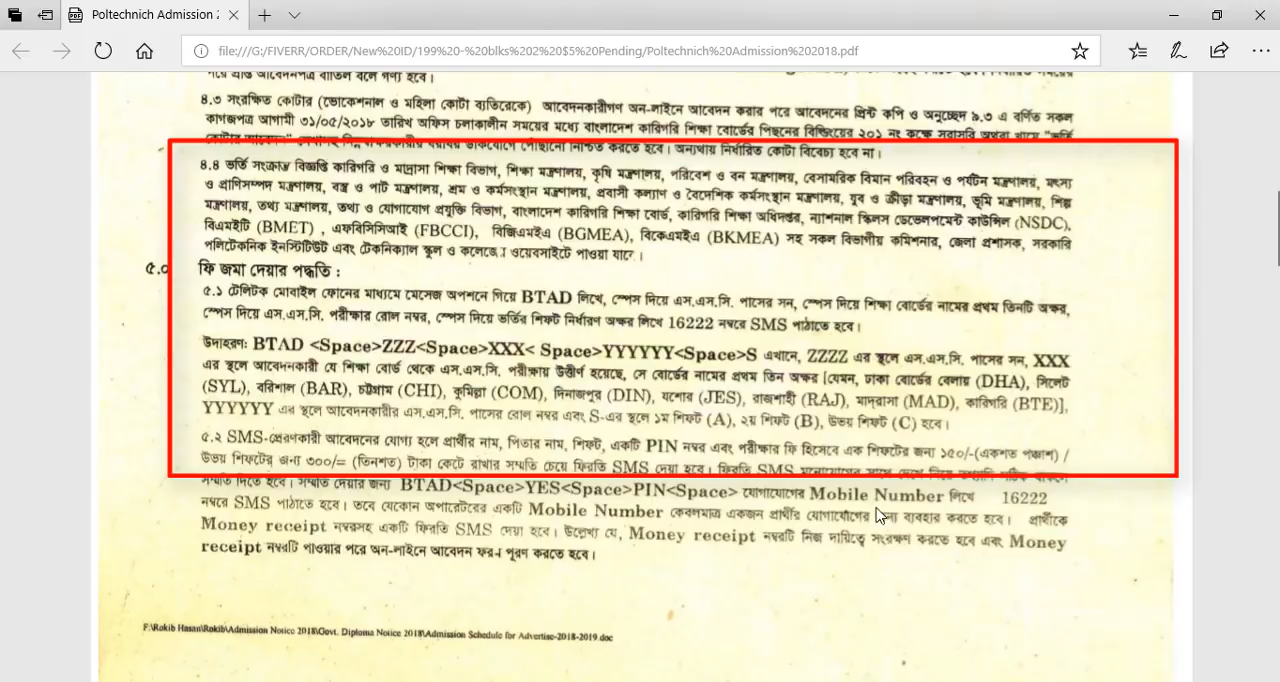 Poltechnich Admission 2
file:///G:/FIVERR/ORDER/New%20ID/199%20-%20blks%202%20$5%20Pending/Poltechnich%20Admission%202018.pdf
পরে প্রাপ্ত আবেদনপত্র বাতিল বলে গণ্য হবে।
৪.৩ সংরক্ষিত কোটার (ভোকেশনাল ও মহিলা কোটা ব্যতিরেকে) আবেদনকারীগণ অন-লাইনে আবেদন করার পরে আবেদনের প্রিন্ট কপি ও অনুচ্ছেদ ৯.৩ এ বর্ণিত সকল
কাগজপত্র আগামী ৩১/০৫/২০১৮ তারিখ অফিস চলাকালীন সময়ের মধ্যে বাংলাদেশ কারিগরি শিক্ষা বোর্ডের পিছনের বিল্ডিংয়ের ২০১ নং কক্ষে সরাসরি অথবা খামে "ভর্তি
ডাকযোগে পৌছানো নিশ্চিত করতে হবে। অন্যথায় নির্ধারিত কোটা বিবেচ্য হবে না।
৪.৪ ভর্তি সংক্রান্ত বিজ্ঞপ্তি কারিগরি ও মাদ্রাসা শিক্ষা বিভাগ, শিক্ষা মন্ত্রণালয়, কৃষি মন্ত্রণালয়, পরিবেশ ও বন মন্ত্রণালয়, বেসামরিক বিমান পরিবহন ও পর্যটন মন্ত্রণালয়, মৎস্য
ও প্রাণিসম্পদ মন্ত্রণালয়, বস্ত্র ও পাট মন্ত্রণালয়, শ্রম ও কর্মসংস্থান মন্ত্রণালয়, প্রবাসী কল্যাণ ও বৈদেশিক কর্মসংস্থান মন্ত্রণালয়, যুব ও ক্রীড়া মন্ত্রণালয়, ভূমি মন্ত্রণালয়, শিল্প
মন্ত্রণালয়, তথ্য মন্ত্রণালয়, তথ্য ও যোগাযোগ প্রযুক্তি বিভাগ, বাংলাদেশ কারিগরি শিক্ষা বোর্ড, কারিগরি শিক্ষা অধিদপ্তর, ন্যাশনাল স্কিলস ডেভেলপমেন্ট কাউন্সিল (NSDC),
বিএমইটি (BMET) , এফবিসিসিআই (FBCCI), বিজিএমইএ (BGMEA), বিকেএমইএ (BKMEA) সহ সকল বিভাগীয় কমিশনার, জেলা প্রশাসক, সরকারি
পলিটেকনিক ইনস্টিটিউট এবং টেকনিক্যাল স্কুল ও কলেজের ওয়েবসাইটে পাওয়া যাবে।
৫.০ ফি জমা দেয়ার পদ্ধতি :
৫.১ টেলিটক মোবাইল ফোনের মাধ্যমে মেসেজ অপশনে গিয়ে BTAD লিখে, স্পেস দিয়ে এস.এস.সি. পাসের সন, স্পেস দিয়ে শিক্ষা বোর্ডের নামের প্রথম তিনটি অক্ষর,
স্পেস দিয়ে এস.এস.সি. পরীক্ষার রোল নম্বর, স্পেস দিয়ে ভর্তির শিফট নির্ধারণ অক্ষর লিখে 16222 নম্বরে SMS পাঠাতে হবে।
উদাহরণ: BTAD <Space>ZZZ<Space>XXX< Space>YYYYYY<Space>S এখানে, ZZZZ এর স্থলে এস.এস.সি. পাসের সন, XXX
এর স্থলে আবেদনকারী যে শিক্ষা বোর্ড থেকে এস.এস.সি. পরীক্ষায় উত্তীর্ণ হয়েছে, সে বোর্ডের নামের প্রথম তিন অক্ষর [যেমন, ঢাকা বোর্ডের বেলায় (DHA), সিলেট
(SYL), বরিশাল (BAR), চট্টগ্রাম (CHI), কুমিল্লা (COM), দিনাজপুর (DIN), যশোর (JES), রাজশাহী (RAJ), মাদ্রাসা (MAD), কারিগরি (BTE)],
YYYYYY এর স্থলে আবেদনকারীর এস.এস.সি. পাসের রোল নম্বর এবং S-এর স্থলে ১ম শিফট (A), ২য় শিফট (B), উভয় শিফট (C) হবে।
৫.২ SMS-প্রেরণকারী আবেদনের যোগ্য হলে প্রার্থীর নাম, পিতার নাম, শিফট, একটি PIN নম্বর এবং পরীক্ষার ফি হিসেবে এক শিফটের জন্য ১৫০/-(একশত পঞ্চাশ) /
উভয় শিফটের জন্য ৩০০/= (তিনশত) টাকা কেটে রাখার সম্মতি চেয়ে ফিরতি SMS দেয়া হবে। ফিরতি SMS
সম্মতি দিতে হবে। সম্মতি দেয়ার জন্য BTAD<Space>YES<Space>PIN<Space> যোগাযোগের Mobile Number লিখে 16222
নম্বরে SMS পাঠাতে হবে। তবে যেকোন অপারেটরের একটি Mobile Number কেবলমাত্র একজন প্রার্থীর যোগাযোগের জন্য ব্যবহার করতে হবে। প্রার্থীকে
Money receipt নম্বরসহ একটি ফিরতি SMS দেয়া হবে। উল্লেখ্য যে, Money receipt নম্বরটি নিজ দায়িত্বে সংরক্ষণ করতে হবে এবং Money
receipt নম্বরটি পাওয়ার পরে অন-লাইনে আবেদন ফরম পূরণ করতে হবে।
F:\Rokib Hasan\Rokib\Admission Notice 2018\Govt. Diploma Notice 2018\Admission Schedule for Advertise-2018-2019.doc